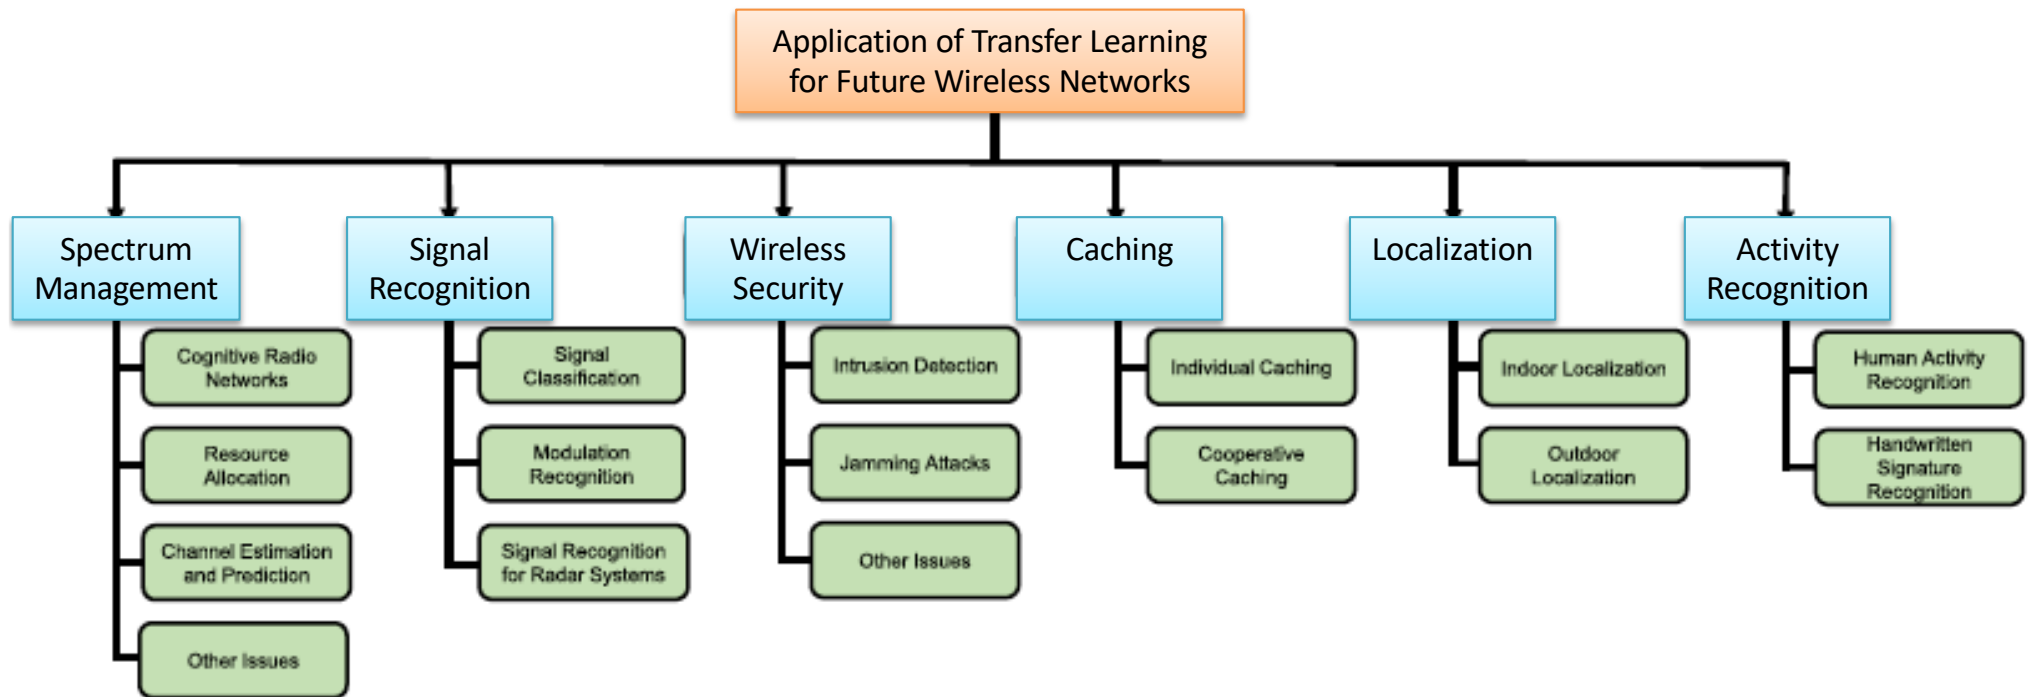 Application of Transfer Learning
for Future Wireless Networks
Spectrum
Management
Signal
Recognition
Wireless
Security
Caching
Localization
Activity
Recognition
Cognitive Radio
Networks
Resource
Allocation
Channel Estimation
and Prediction
Other Issues
Signal
Classification
Modulation
Recognition
Signal Recognition
for Radar Systems
Intrusion Detection
Jamming Attacks
Other Issues
Individual Caching
Cooperative
Caching
Indoor Localization
Outdoor
Localization
Human Activity
Recognition
Handwritten
Signature
Recognition